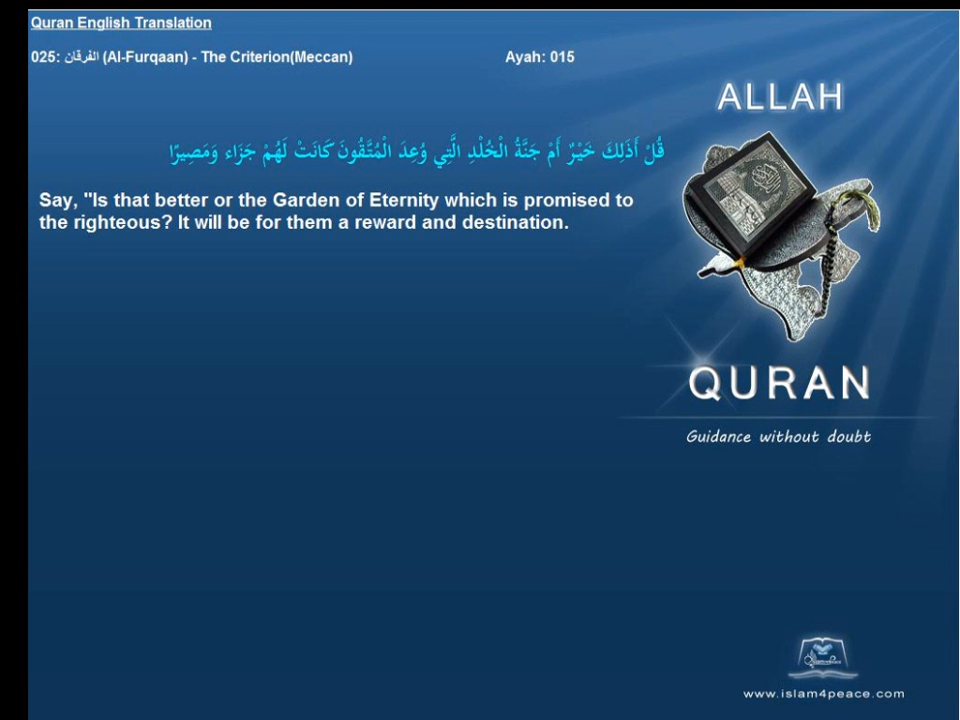 Quran English Translation
025: الفرقان (Al-Furqaan) - The Criterion(Meccan) Ayah: 015
ALLAH
قُلْ أَذَلِكَ خَيْرٌ أَمْ جَنَّةُ الْخُلْدِ الَّتِي وُعِدَ الْمُتَّقُونَ كَانَتْ لَهُمْ جَزَاء وَمَصِيرًا
Say, "Is that better or the Garden of Eternity which is promised to
the righteous? It will be for them a reward and destination.
QURAN
Guidance without doubt
www.islam4peace.com